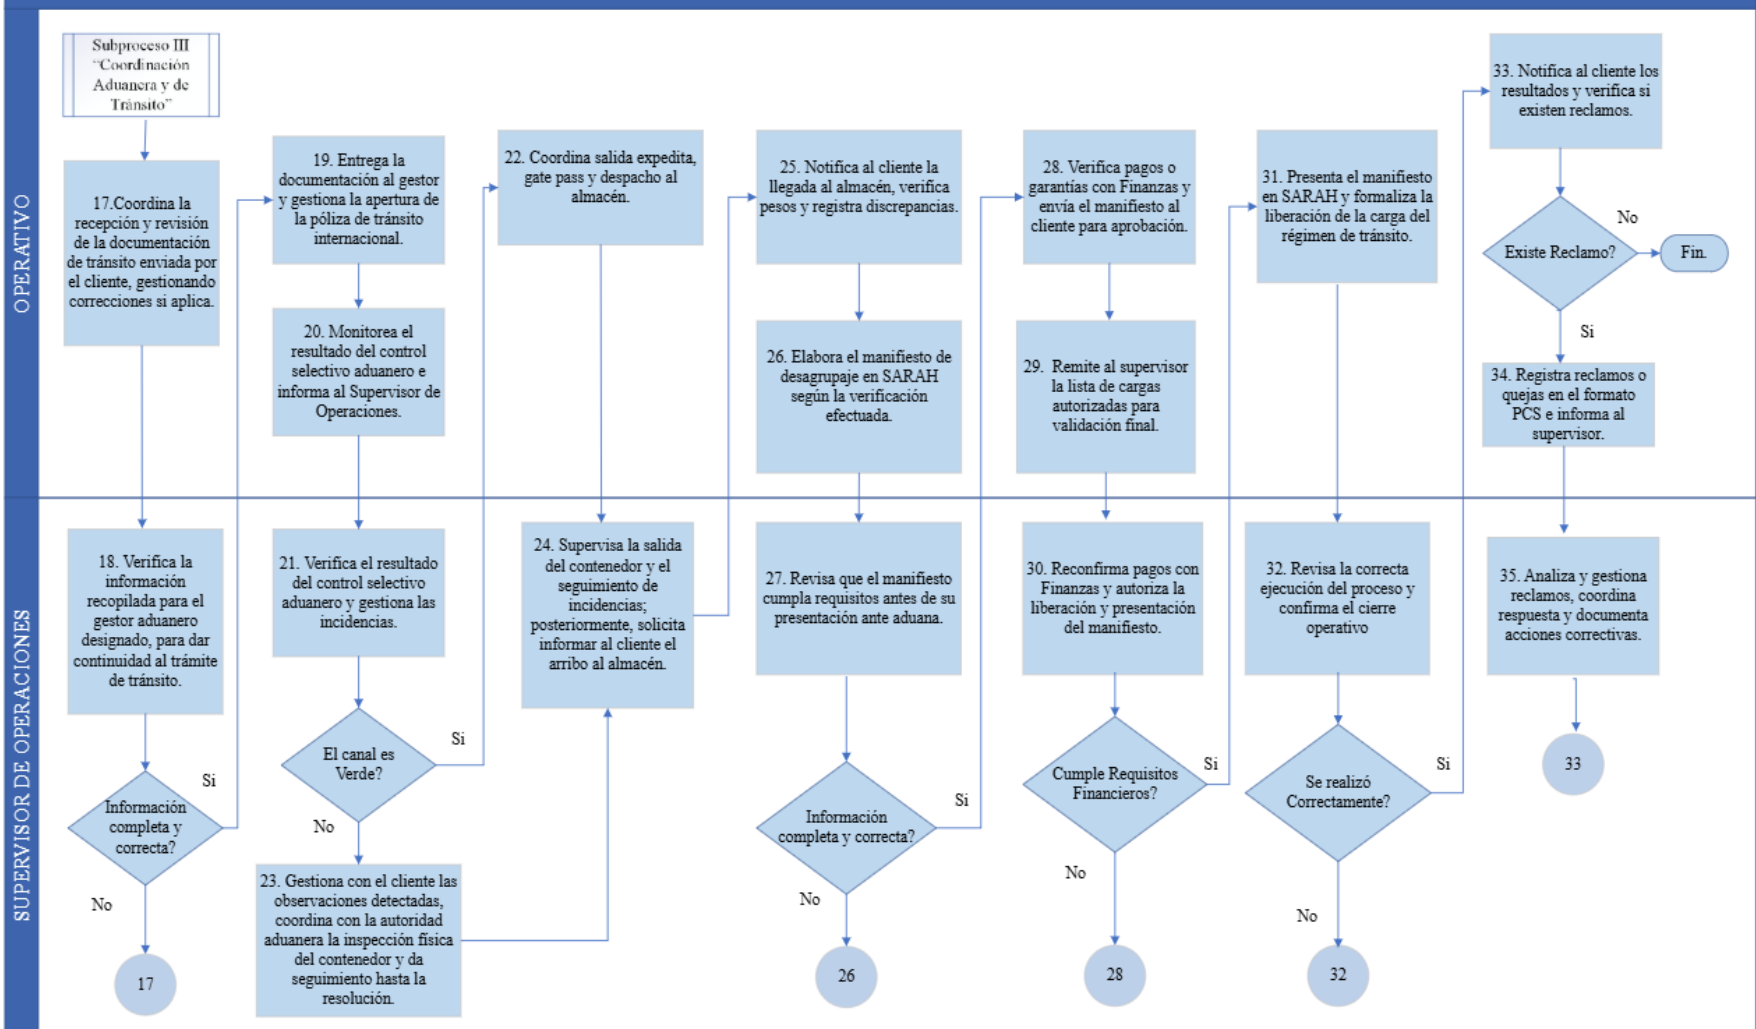 OPERATIVO
Subproceso III
“Coordinación
Aduanera y de
Tránsito”
17.Coordina la
recepción y revisión
de la documentación
de tránsito enviada por
el cliente, gestionando
correcciones si aplica.
19. Entrega la
documentación al gestor
y gestiona la apertura de
la póliza de tránsito
internacional.
20. Monitorea el
resultado del control
selectivo aduanero e
informa al Supervisor de
Operaciones.
22. Coordina salida expedita,
gate pass y despacho al
almacén.
25. Notifica al cliente la
llegada al almacén, verifica
pesos y registra discrepancias.
26. Elabora el manifiesto de
desagrupaje en SARAH
según la verificación
efectuada.
28. Verifica pagos o
garantías con Finanzas y
envía el manifiesto al
cliente para aprobación.
29. Remite al supervisor
la lista de cargas
autorizadas para
validación final.
31. Presenta el manifiesto
en SARAH y formaliza la
liberación de la carga del
régimen de tránsito.
33. Notifica al cliente los
resultados y verifica si
existen reclamos.
Existe Reclamo?
No
Fin.
Si
34. Registra reclamos o
quejas en el formato
PCS e informa al
supervisor.
SUPERVISOR DE OPERACIONES
18. Verifica la
información
recopilada para el
gestor aduanero
designado, para dar
continuidad al trámite
de tránsito.
Si
Información
completa y
correcta?
No
17
21. Verifica el resultado
del control selectivo
aduanero y gestiona las
incidencias.
El canal es
Verde?
Si
No
23. Gestiona con el cliente las
observaciones detectadas,
coordina con la autoridad
aduanera la inspección física
del contenedor y da
seguimiento hasta la
resolución.
24. Supervisa la salida
del contenedor y el
seguimiento de
incidencias;
posteriormente, solicita
informar al cliente el
arribo al almacén.
27. Revisa que el manifiesto
cumpla requisitos antes de su
presentación ante aduana.
Información
completa y correcta?
Si
No
26
30. Reconfirma pagos con
Finanzas y autoriza la
liberación y presentación
del manifiesto.
Cumple Requisitos
Financieros?
Si
No
28
32. Revisa la correcta
ejecución del proceso y
confirma el cierre
operativo
Se realizó
Correctamente?
Si
No
32
35. Analiza y gestiona
reclamos, coordina
respuesta y documenta
acciones correctivas.
33